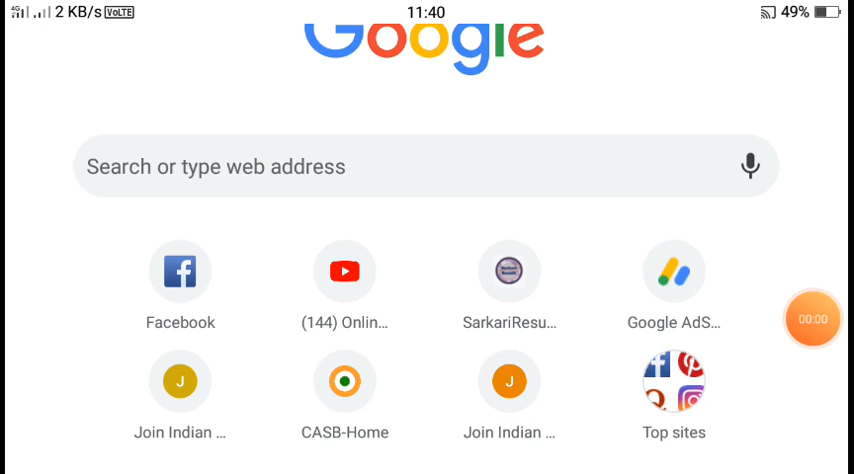 4G 2 KB/s VoLTE 11:40 49%
Google
Search or type web address
00:00
Facebook (144) Onlin... SarkariResu... Google AdS...
J J
Join Indian ... CASB-Home Join Indian ... Top sites